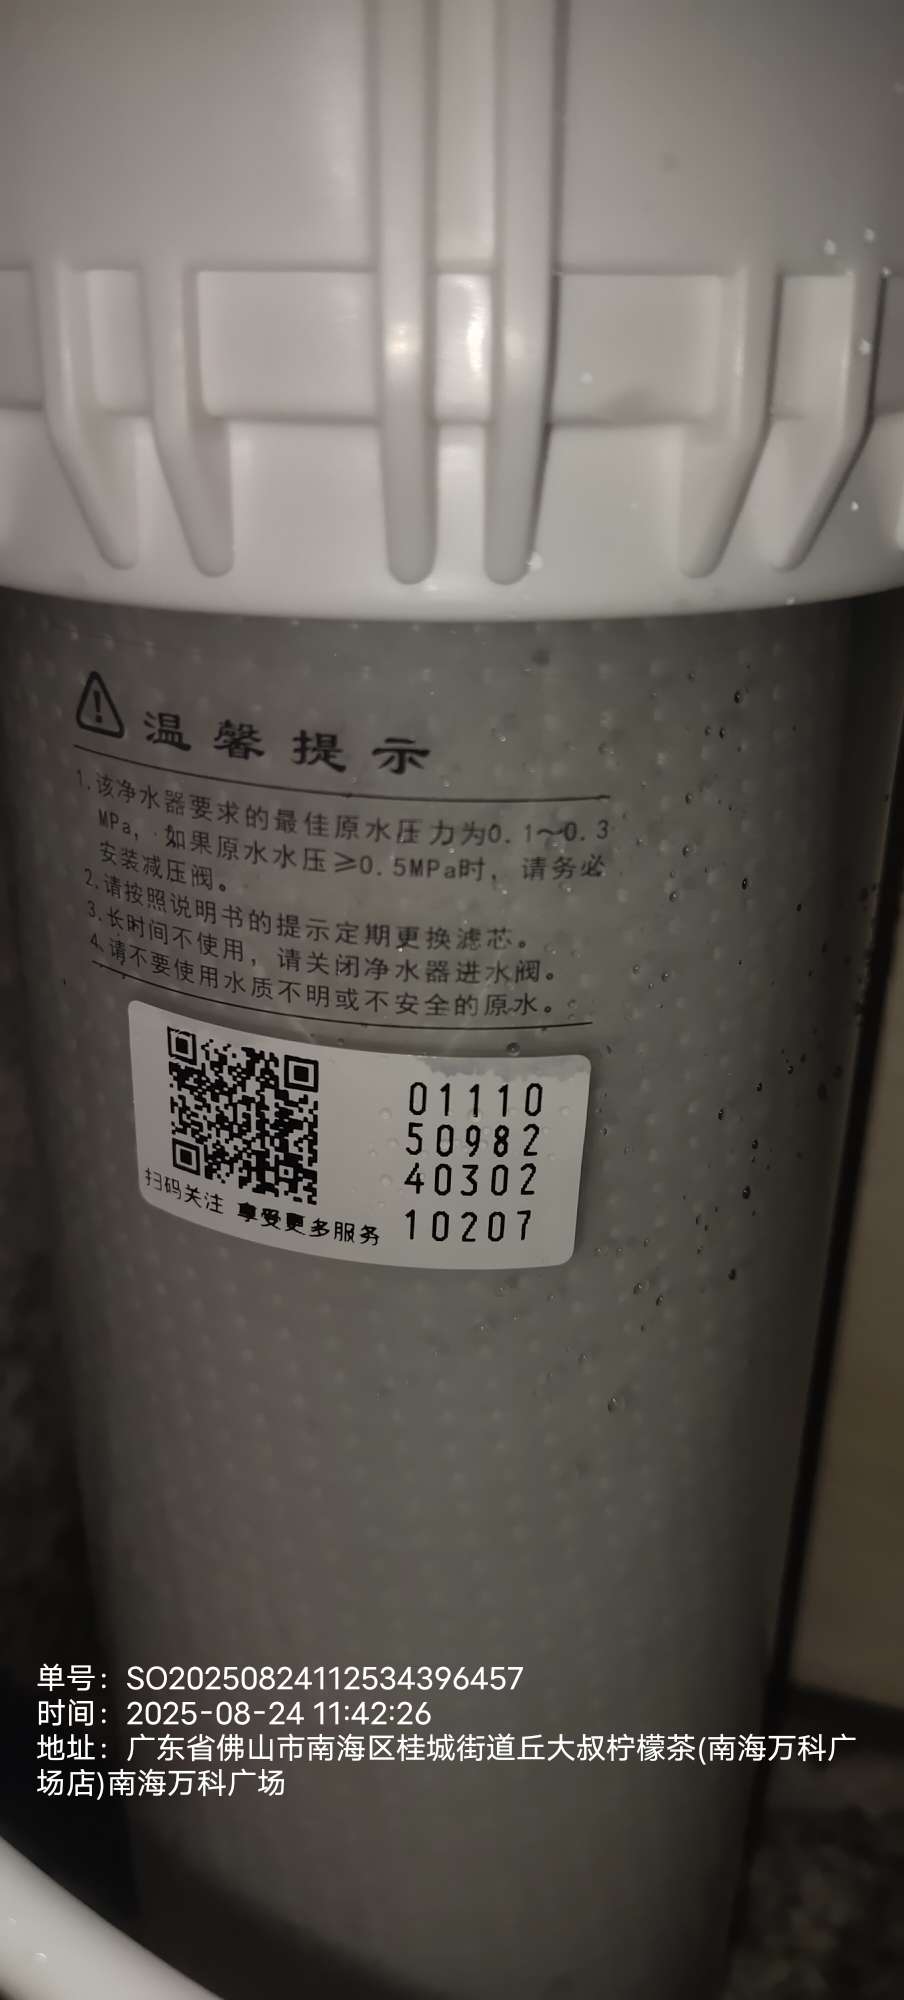 温馨提示
1.该净水器要求的最佳原水压力为0.1～0.3
MPa，如果原水水压≥0.5MPa时，请务必
安装减压阀。
2.请按照说明书的提示定期更换滤芯。
3.长时间不使用，请关闭净水器进水阀。
4.请不要使用水质不明或不安全的原水。
01110
50982
40302
10207
扫码关注 享受更多服务
单号：SO20250824112534396457
时间：2025-08-24 11:42:26
地址：广东省佛山市南海区桂城街道丘大叔柠檬茶(南海万科广
场店)南海万科广场